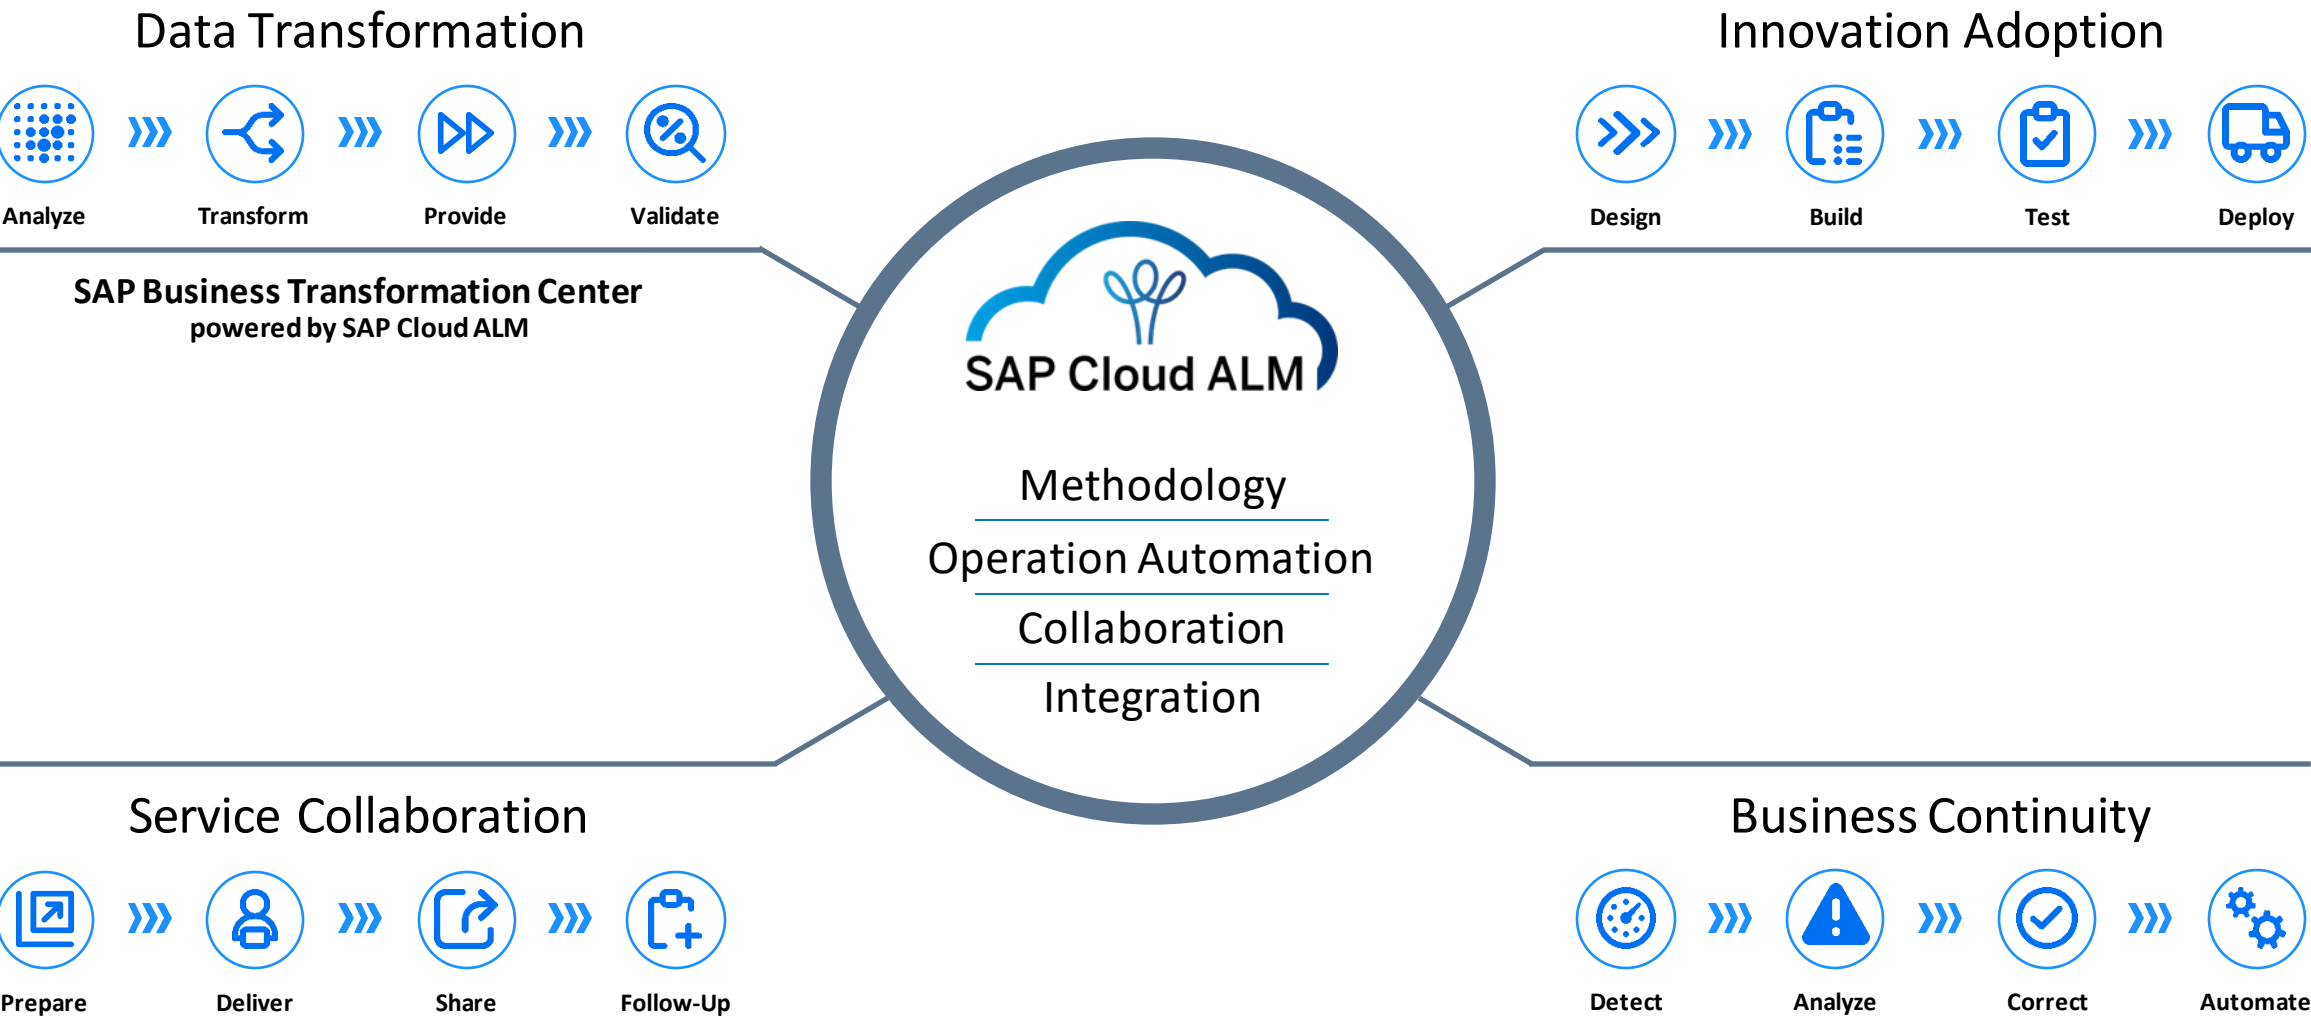 Data Transformation
Analyze
Transform
Provide
Validate
SAP Business Transformation Center
powered by SAP Cloud ALM
Innovation Adoption
Design
Build
Test
Deploy
SAP Cloud ALM
Methodology
Operation Automation
Collaboration
Integration
Service Collaboration
Prepare
Deliver
Share
Follow-Up
Business Continuity
Detect
Analyze
Correct
Automate